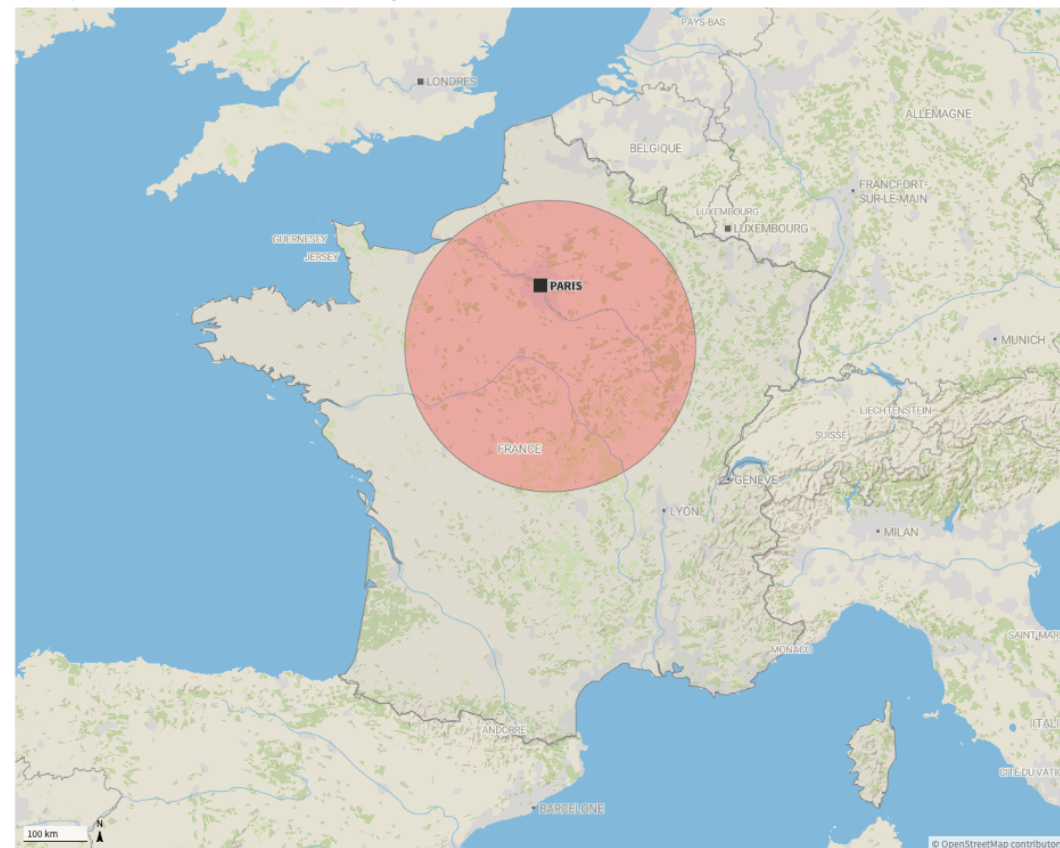 PAYS-BAS
LONDRES
ALLEMAGNE
BELGIQUE
FRANCFORT-
SUR-LE-MAIN
LUXEMBOURG
LUXEMBOURG
GUERNESEY
JERSEY
PARIS
MUNICH
LIECHTENSTEIN
SUISSE
FRANCE
GENÈVE
LYON
MILAN
SAINT-MAR
MONACO
ITALI
ANDORRE
CITÉ DU VATIC
BARCELONE
100 km
N
© OpenStreetMap contributor